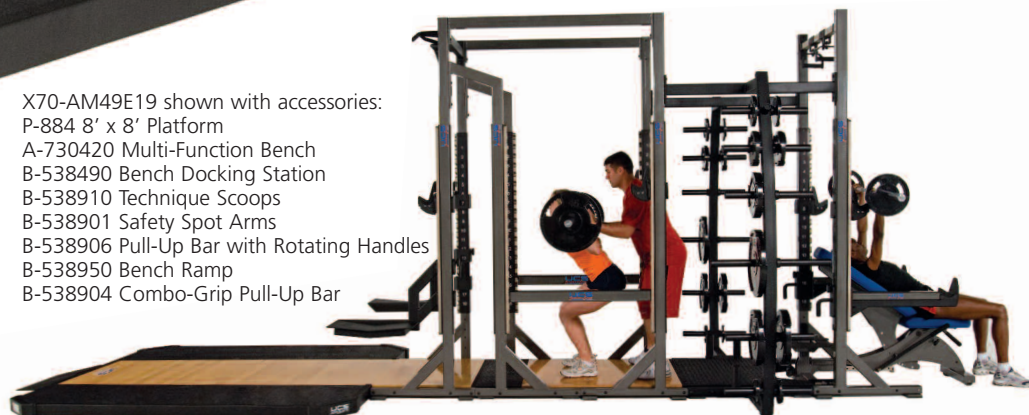 X70-AM49E19 shown with accessories:
P-884 8’ x 8’ Platform
A-730420 Multi-Function Bench
B-538490 Bench Docking Station
B-538910 Technique Scoops
B-538901 Safety Spot Arms
B-538906 Pull-Up Bar with Rotating Handles
B-538950 Bench Ramp
B-538904 Combo-Grip Pull-Up Bar